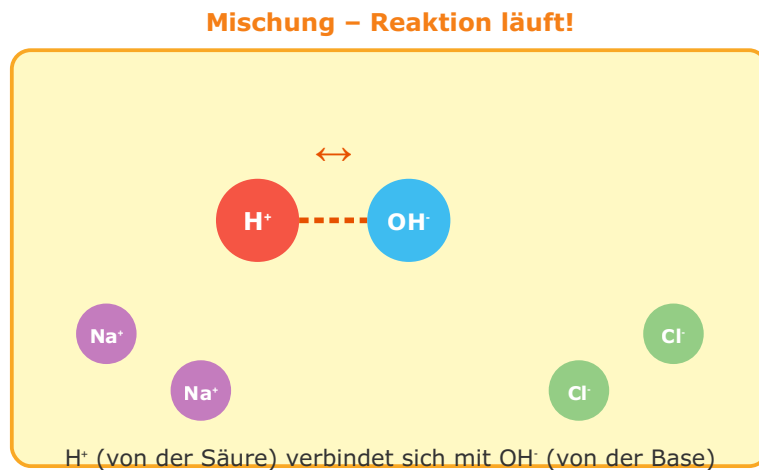 Mischung – Reaktion läuft!
↔
H⁺ OH⁻
Na⁺ Cl⁻
Na⁺ Cl⁻
H⁺ (von der Säure) verbindet sich mit OH⁻ (von der Base)